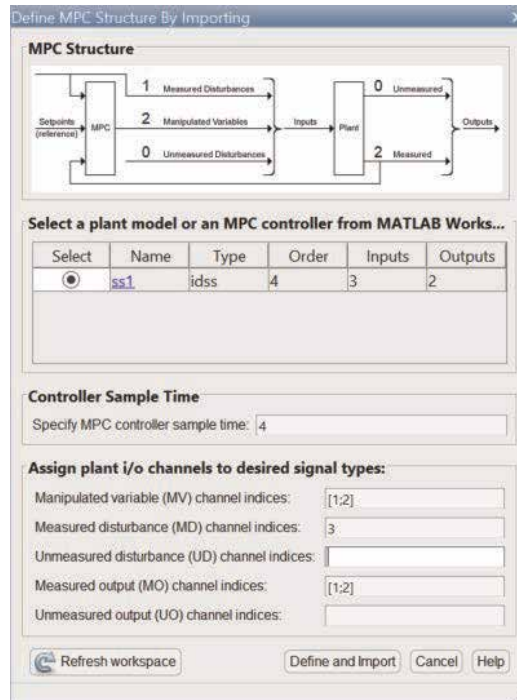 Define MPC Structure By Importing
MPC Structure
1 Measured Disturbances
0 Unmeasured
Setpoints
(reference)
MPC
2 Manipulated Variables
Inputs
Plant
Outputs
0 Unmeasured Disturbances
2 Measured
Select a plant model or an MPC controller from MATLAB Works...
Select Name Type Order Inputs Outputs
ss1 idss 4 3 2
Controller Sample Time
Specify MPC controller sample time: 4
Assign plant i/o channels to desired signal types:
Manipulated variable (MV) channel indices: [1;2]
Measured disturbance (MD) channel indices: 3
Unmeasured disturbance (UD) channel indices:
Measured output (MO) channel indices: [1;2]
Unmeasured output (UO) channel indices:
Refresh workspace Define and Import Cancel Help